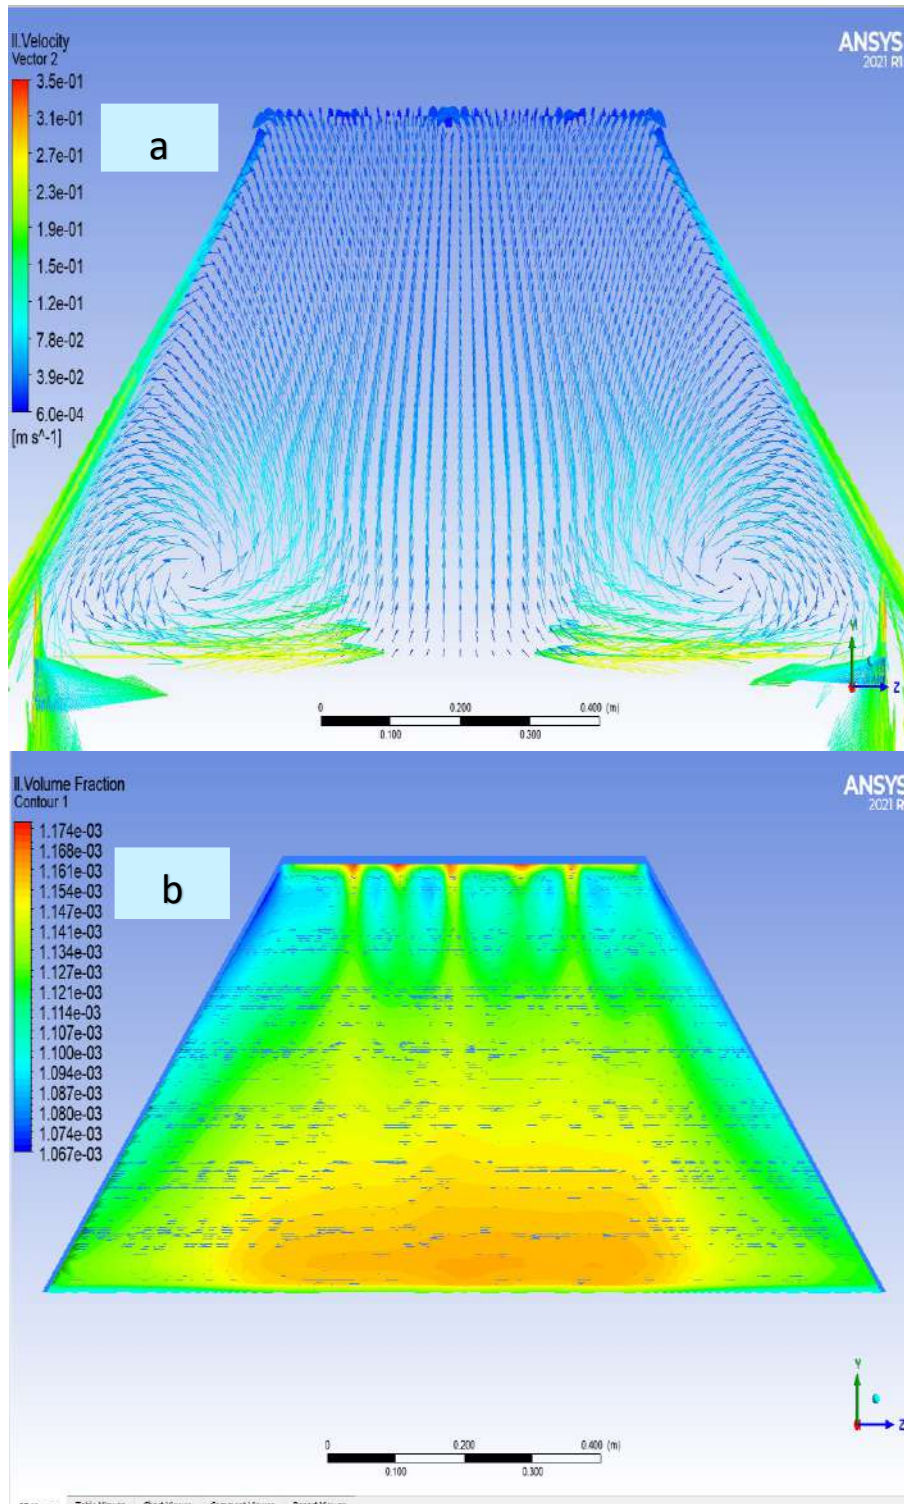 II.Velocity
Vector 2
ANSYS
2021 R1
3.5e-01
3.1e-01
2.7e-01
2.3e-01
1.9e-01
1.5e-01
1.2e-01
7.8e-02
3.9e-02
6.0e-04
[m s^-1]
a
Y
Z
0 0.200 0.400 (m)
0.100 0.300
II.Volume Fraction
Contour 1
ANSYS
2021 R
1.174e-03
1.168e-03
1.161e-03
1.154e-03
1.147e-03
1.141e-03
1.134e-03
1.127e-03
1.121e-03
1.114e-03
1.107e-03
1.100e-03
1.094e-03
1.087e-03
1.080e-03
1.074e-03
1.067e-03
b
Y
Z
0 0.200 0.400 (m)
0.100 0.300